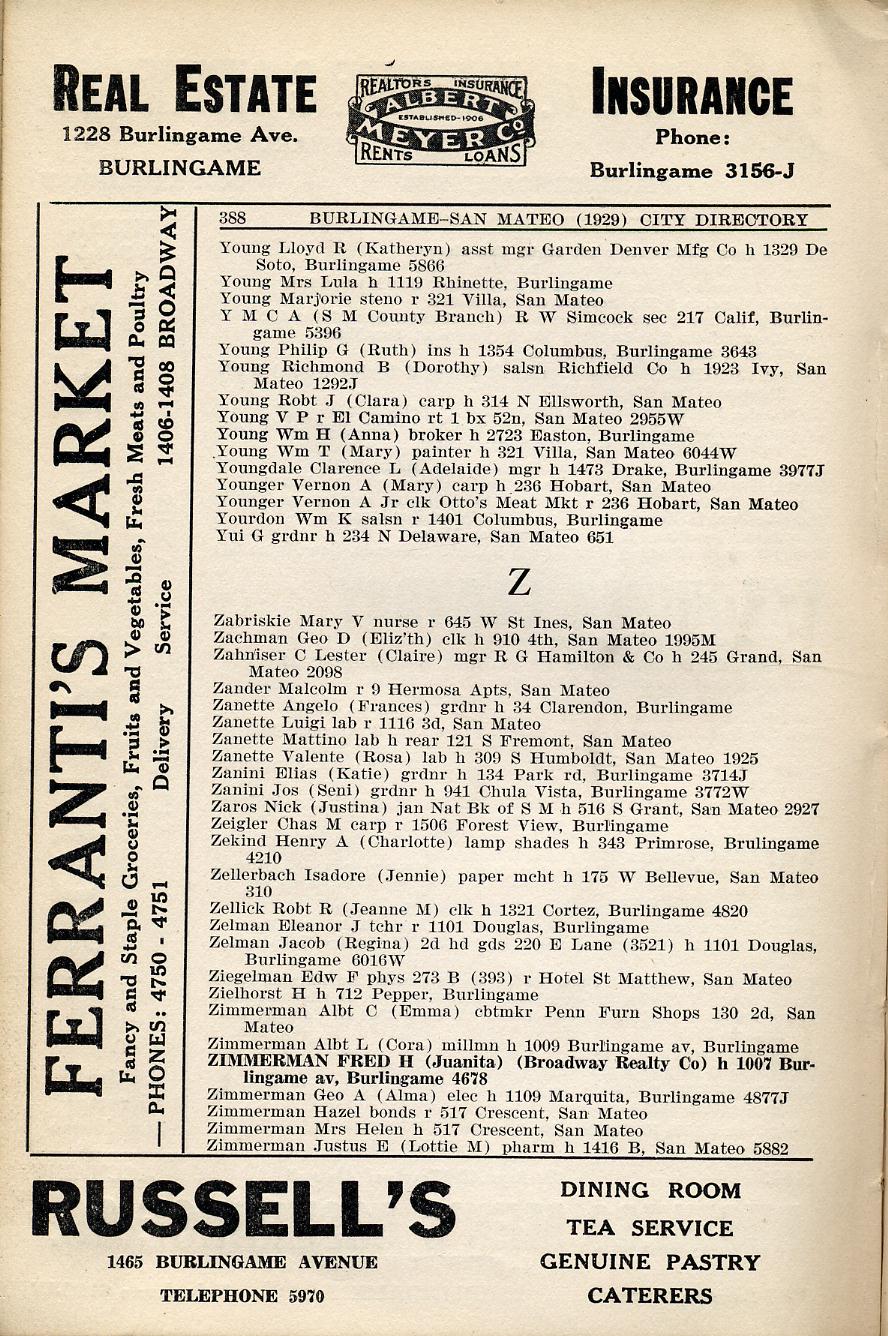 REAL ESTATE
1228 Burlingame Ave.
BURLINGAME
REALTORS INSURANCE
ALBERT
ESTABLISHED-1906
MEYER CO
RENTS LOANS
INSURANCE
Phone:
Burlingame 3156-J
FERRANTI'S MARKET
Fancy and Staple Groceries, Fruits and Vegetables, Fresh Meats and Poultry
— PHONES: 4750 - 4751 Delivery Service 1406-1408 BROADWAY
388 BURLINGAME–SAN MATEO (1929) CITY DIRECTORY
Young Lloyd R (Katheryn) asst mgr Garden Denver Mfg Co h 1329 De
Soto, Burlingame 5866
Young Mrs Lula h 1119 Rhinette, Burlingame
Young Marjorie steno r 321 Villa, San Mateo
Y M C A (S M County Branch) R W Simcock sec 217 Calif, Burlin-
game 5396
Young Philip G (Ruth) ins h 1354 Columbus, Burlingame 3643
Young Richmond B (Dorothy) salsn Richfield Co h 1923 Ivy, San
Mateo 1292J
Young Robt J (Clara) carp h 314 N Ellsworth, San Mateo
Young V P r El Camino rt 1 bx 52n, San Mateo 2955W
Young Wm H (Anna) broker h 2723 Easton, Burlingame
Young Wm T (Mary) painter h 321 Villa, San Mateo 6044W
Youngdale Clarence L (Adelaide) mgr h 1473 Drake, Burlingame 3977J
Younger Vernon A (Mary) carp h 236 Hobart, San Mateo
Younger Vernon A Jr clk Otto's Meat Mkt r 236 Hobart, San Mateo
Yourdon Wm K salsn r 1401 Columbus, Burlingame
Yui G grdnr h 234 N Delaware, San Mateo 651
Z
Zabriskie Mary V nurse r 645 W St Ines, San Mateo
Zachman Geo D (Eliz'th) clk h 910 4th, San Mateo 1995M
Zahniser C Lester (Claire) mgr R G Hamilton & Co h 245 Grand, San
Mateo 2098
Zander Malcolm r 9 Hermosa Apts, San Mateo
Zanette Angelo (Frances) grdnr h 34 Clarendon, Burlingame
Zanette Luigi lab r 1116 3d, San Mateo
Zanette Mattino lab h rear 121 S Fremont, San Mateo
Zanette Valente (Rosa) lab h 309 S Humboldt, San Mateo 1925
Zanini Elias (Katie) grdnr h 134 Park rd, Burlingame 3714J
Zanini Jos (Seni) grdnr h 941 Chula Vista, Burlingame 3772W
Zaros Nick (Justina) jan Nat Bk of S M h 516 S Grant, San Mateo 2927
Zeigler Chas M carp r 1506 Forest View, Burlingame
Zekind Henry A (Charlotte) lamp shades h 343 Primrose, Brulingame
4210
Zellerbach Isadore (Jennie) paper mcht h 175 W Bellevue, San Mateo
310
Zellick Robt R (Jeanne M) clk h 1321 Cortez, Burlingame 4820
Zelman Eleanor J tchr r 1101 Douglas, Burlingame
Zelman Jacob (Regina) 2d hd gds 220 E Lane (3521) h 1101 Douglas,
Burlingame 6016W
Ziegelman Edw F phys 273 B (393) r Hotel St Matthew, San Mateo
Zielhorst H h 712 Pepper, Burlingame
Zimmerman Albt C (Emma) cbtmkr Penn Furn Shops 130 2d, San
Mateo
Zimmerman Albt L (Cora) millmn h 1009 Burlingame av, Burlingame
ZIMMERMAN FRED H (Juanita) (Broadway Realty Co) h 1007 Bur-
lingame av, Burlingame 4678
Zimmerman Geo A (Alma) elec h 1109 Marquita, Burlingame 4877J
Zimmerman Hazel bonds r 517 Crescent, San Mateo
Zimmerman Mrs Helen h 517 Crescent, San Mateo
Zimmerman Justus E (Lottie M) pharm h 1416 B, San Mateo 5882
RUSSELL'S
1465 BURLINGAME AVENUE
TELEPHONE 5970
DINING ROOM
TEA SERVICE
GENUINE PASTRY
CATERERS